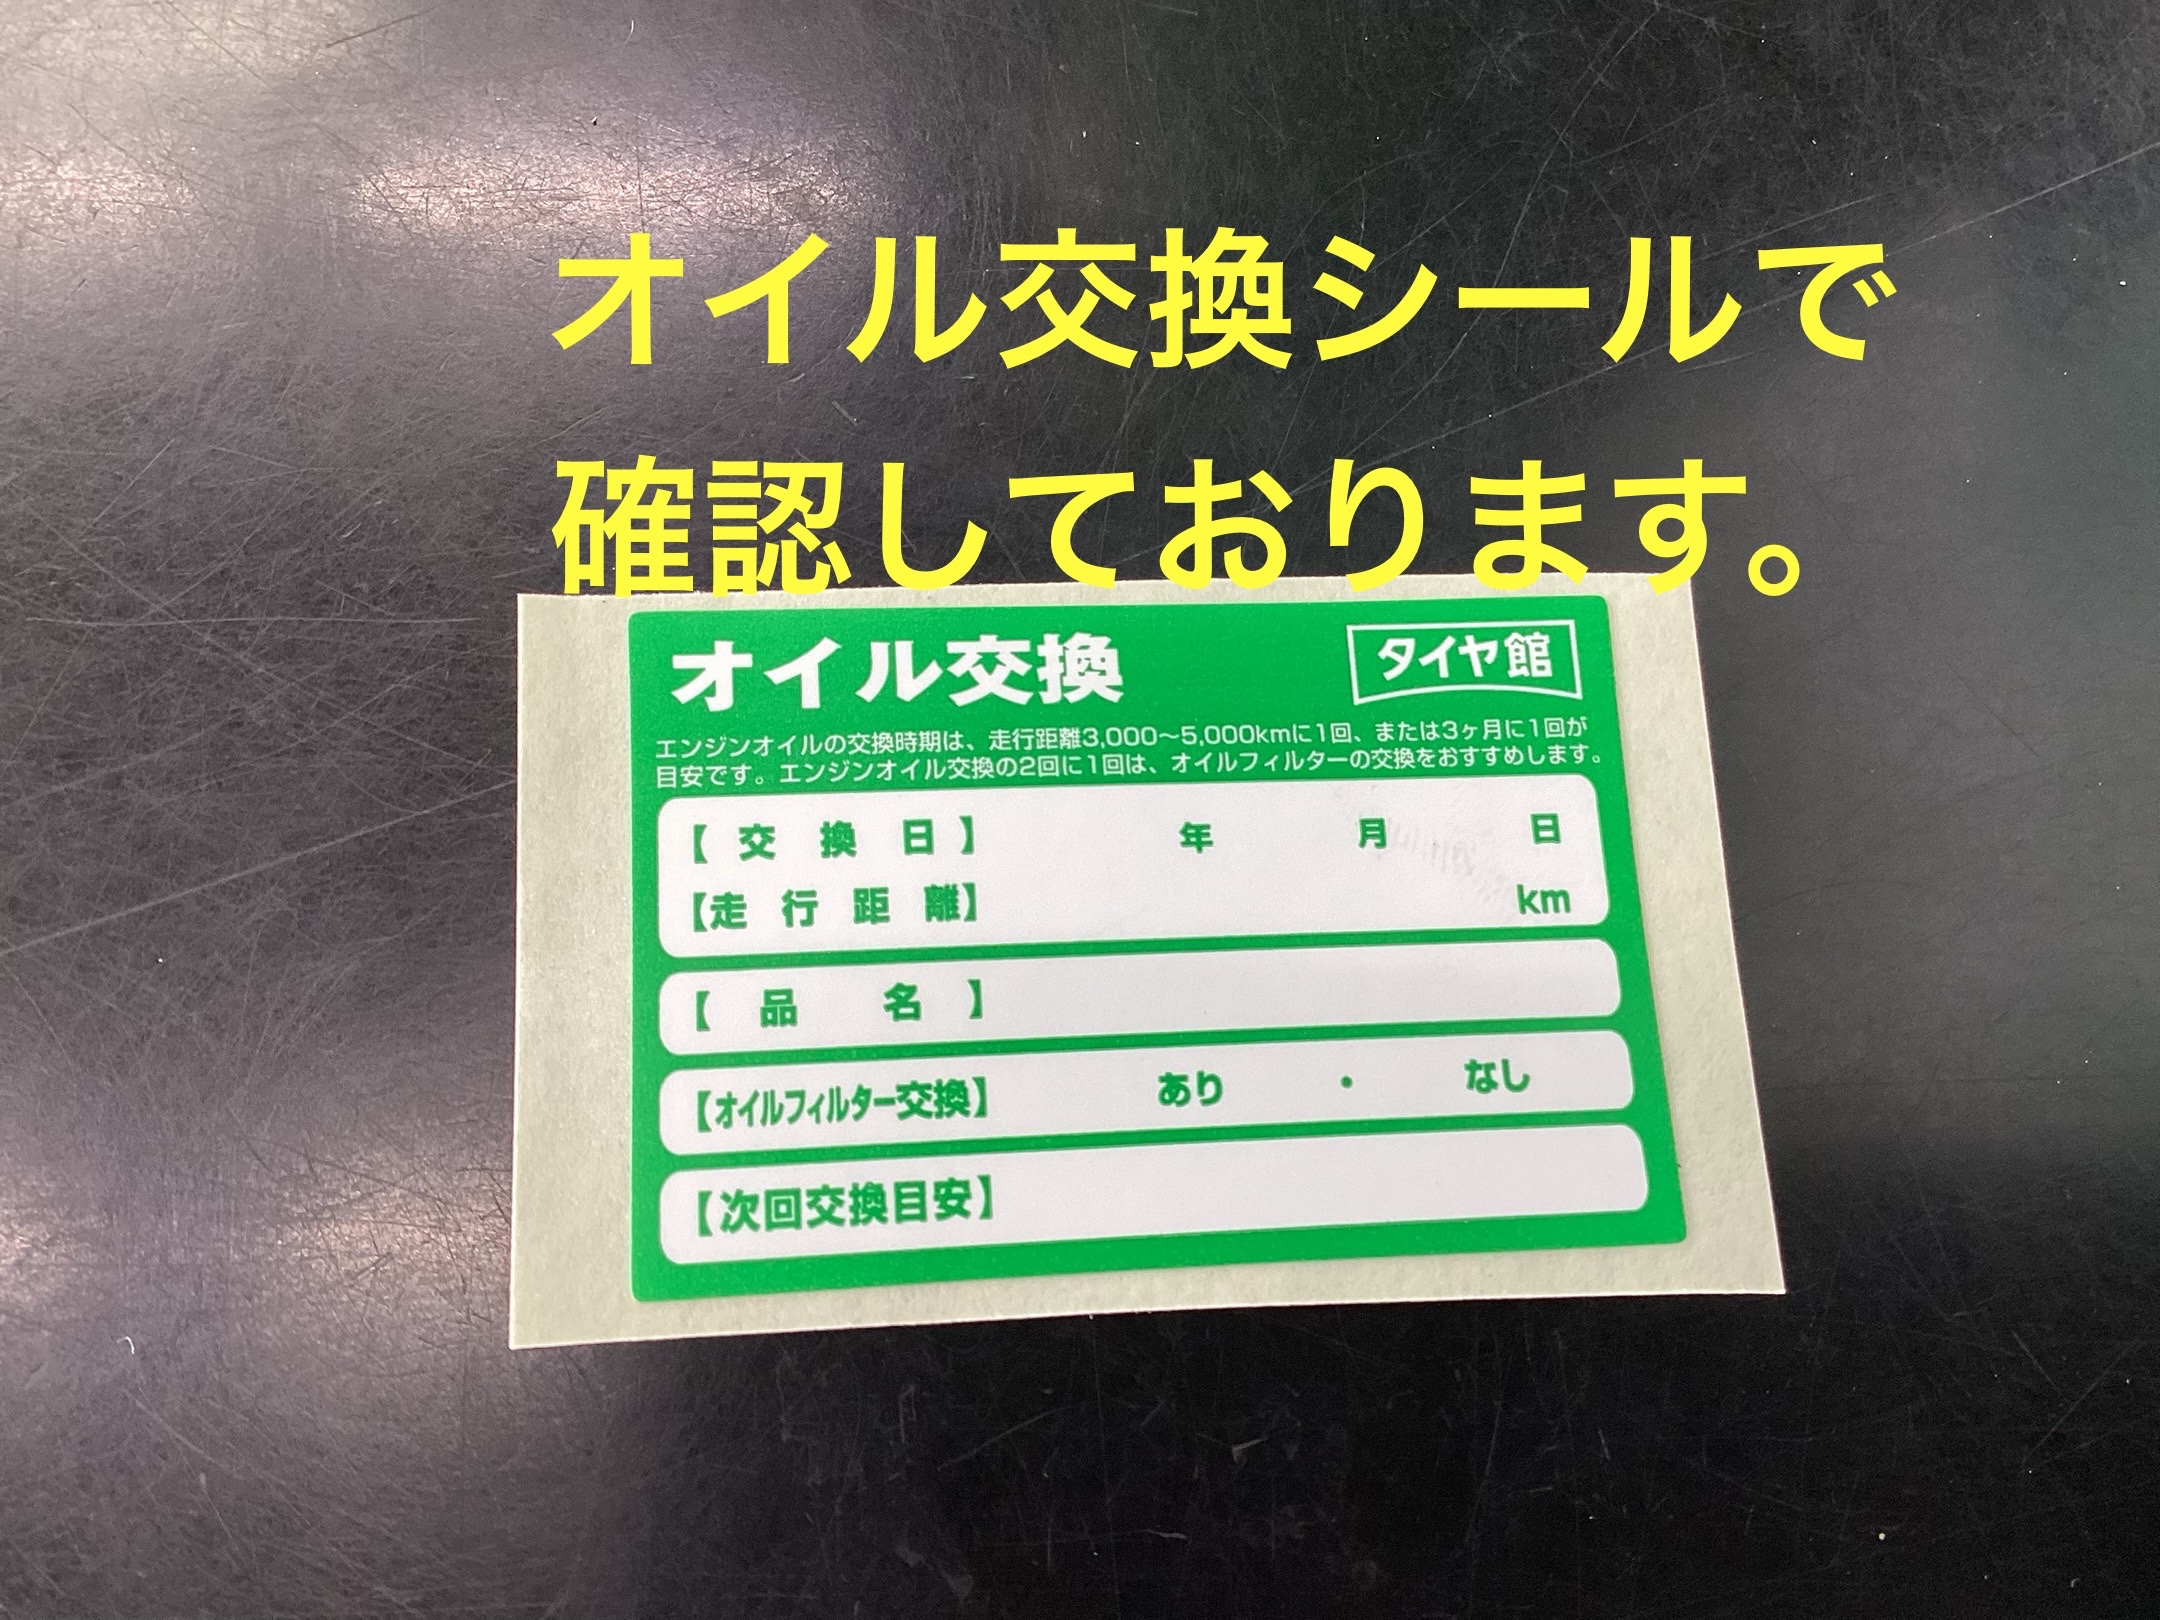 オイル交換シールで
確認しております。
オイル交換
タイヤ館
エンジンオイルの交換時期は、走行距離3,000〜5,000kmに1回、または3ヶ月に1回が
目安です。エンジンオイル交換の2回に1回は、オイルフィルターの交換をおすすめします。
【交換日】 年 月 日
【走行距離】 km
【品名】
【オイルフィルター交換】 あり ・ なし
【次回交換目安】